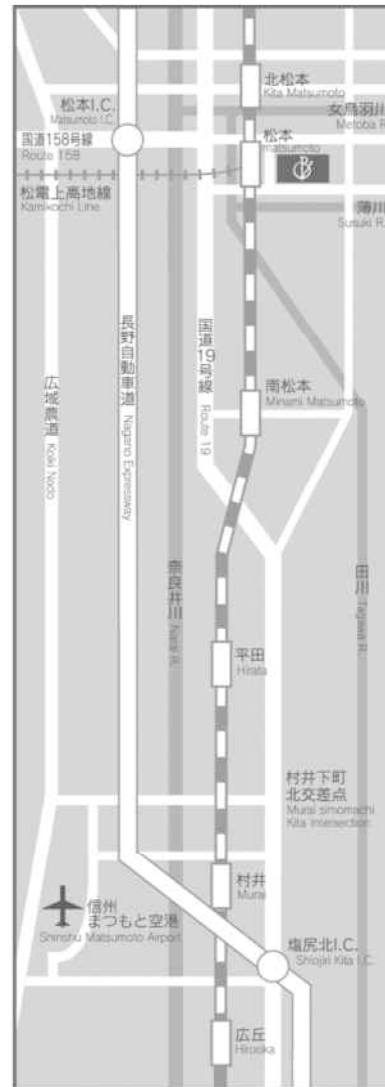 北松本
Kita Matsumoto
松本I.C.
Matsumoto I.C.
女鳥羽川
Metoba R.
国道158号線
Route 158
松本
matsumoto
松電上高地線
Kamikochi Line
薄川
Susuki R.
長野自動車道
Nagano Expressway
国道19号線
Route 19
広域農道
Koiki Nodo
南松本
Minami Matsumoto
奈良井川
Narai R.
田川
Tagawa R.
平田
Hirata
村井下町
北交差点
Murai simomachi
Kita Intersection
村井
Murai
信州
まつもと空港
Shinshu Matsumoto Airport
塩尻北I.C.
Shiojiri Kita I.C.
広丘
Hirooka